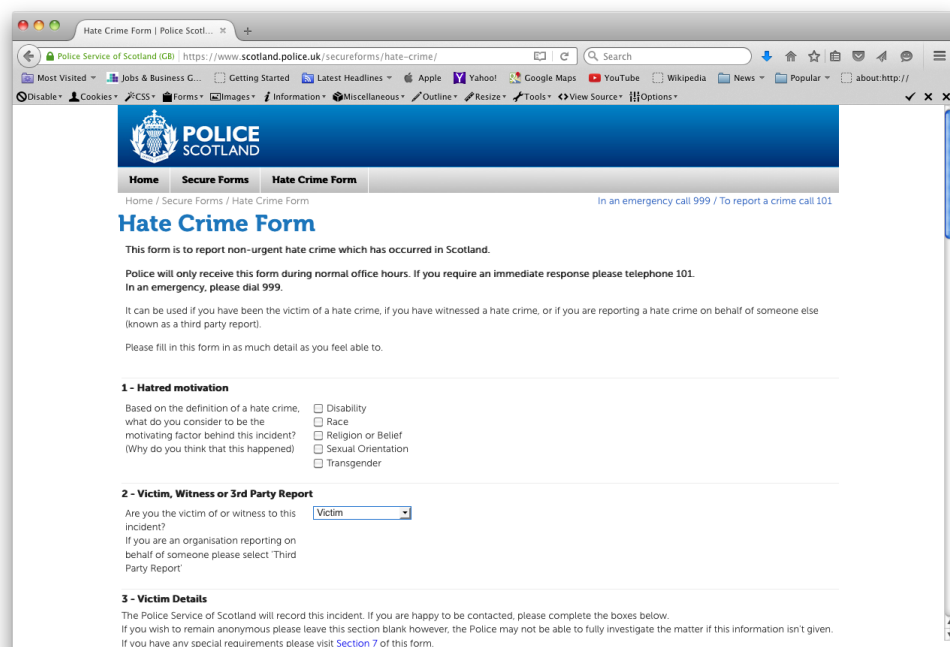 Hate Crime Form | Police Scotl...
Police Service of Scotland (GB) https://www.scotland.police.uk/secureforms/hate-crime/ Search
Most Visited Jobs & Business G... Getting Started Latest Headlines Apple Yahoo! Google Maps YouTube Wikipedia News Popular about:http://
Disable Cookies CSS Forms Images Information Miscellaneous Outline Resize Tools View Source Options
POLICE
SCOTLAND
Home Secure Forms Hate Crime Form
Home / Secure Forms / Hate Crime Form In an emergency call 999 / To report a crime call 101
Hate Crime Form
This form is to report non-urgent hate crime which has occurred in Scotland.
Police will only receive this form during normal office hours. If you require an immediate response please telephone 101.
In an emergency, please dial 999.
It can be used if you have been the victim of a hate crime, if you have witnessed a hate crime, or if you are reporting a hate crime on behalf of someone else
(known as a third party report).
Please fill in this form in as much detail as you feel able to.
1 - Hatred motivation
Based on the definition of a hate crime, Disability
what do you consider to be the Race
motivating factor behind this incident? Religion or Belief
(Why do you think that this happened) Sexual Orientation
Transgender
2 - Victim, Witness or 3rd Party Report
Are you the victim of or witness to this Victim
incident?
If you are an organisation reporting on
behalf of someone please select 'Third
Party Report'
3 - Victim Details
The Police Service of Scotland will record this incident. If you are happy to be contacted, please complete the boxes below.
If you wish to remain anonymous please leave this section blank however, the Police may not be able to fully investigate the matter if this information isn't given.
If you have any special requirements please visit Section 7 of this form.